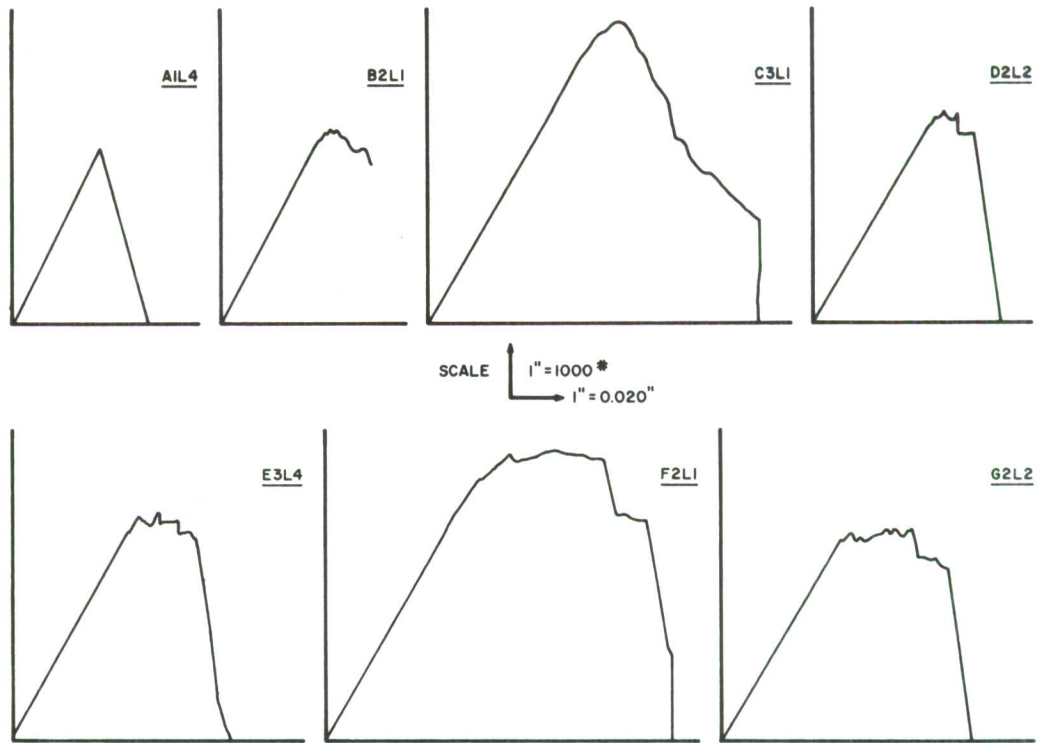 A1L4
B2L1
C3L1
D2L2
SCALE
1" = 1000 #
1" = 0.020"
E3L4
F2L1
G2L2